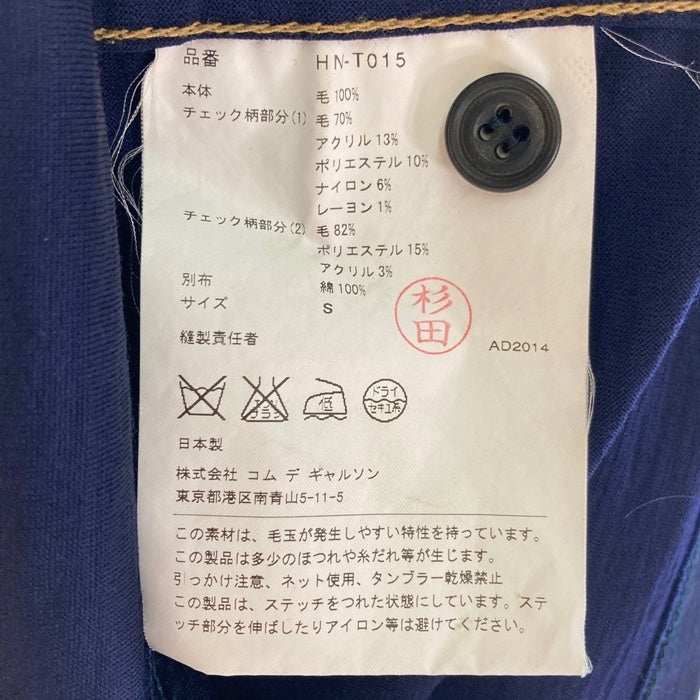 品番 HN-T015
本体 毛 100%
チェック柄部分(1) 毛 70%
アクリル 13%
ポリエステル 10%
ナイロン 6%
レーヨン 1%
チェック柄部分(2) 毛 82%
ポリエステル 15%
アクリル 3%
別布 綿 100%
サイズ S
杉田
縫製責任者 AD2014
エンソ サラシ
低
ドライ
セキユ系
日本製
株式会社 コム デ ギャルソン
東京都港区南青山5-11-5
この素材は、毛玉が発生しやすい特性を持っています。
この製品は多少のほつれや糸だれ等が生じます。
引っかけ注意、ネット使用、タンブラー乾燥禁止
この製品は、ステッチをつれた状態にしています。ステ
ッチ部分を伸ばしたりアイロン等は避けてください。